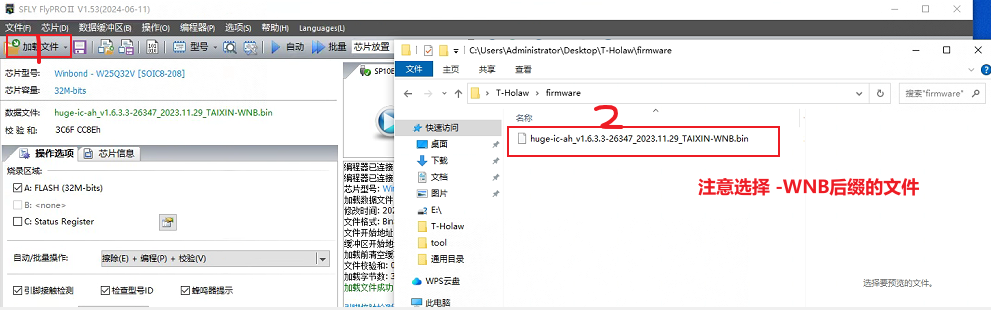 SFLY FlyPRO II V1.53(2024-06-11)
文件(F) 芯片(D) 数据缓冲区(B) 操作(O) 编程器(P) 选项(S) 帮助(H) Languages(L)
加载文件 型号 自动 批量 芯片放置
1
芯片型号: Winbond - W25Q32V [SOIC8-208]
芯片容量: 32M-bits
数据文件: huge-ic-ah_v1.6.3.3-26347_2023.11.29_TAIXIN-WNB.bin
校 验 和: 3C6F CC8Eh
操作选项 芯片信息
烧录区域:
A: FLASH (32M-bits)
B: <none>
C: Status Register
自动/批量操作: 擦除(E) + 编程(P) + 校验(V)
引脚接触检测 检查型号ID 蜂鸣器提示
SP10
编程器已连接
编程器已连接
芯片型号: Win
加载数据文件
修改时间: 202
文件格式: Bin
文件开始地址
缓冲区开始地
加载前清空缓
文件校验和: 0
加载字节数: 3
加载文件成功
C:\Users\Administrator\Desktop\T-Holaw\firmware
文件 主页 共享 查看
T-Holaw firmware
搜索"firmware"
2
名称
huge-ic-ah_v1.6.3.3-26347_2023.11.29_TAIXIN-WNB.bin
快速访问
桌面
下载
文档
图片
E:\
T-Holaw
tool
通用目录
WPS云盘
此电脑
注意选择 -WNB后缀的文件
选择要预览的文件。